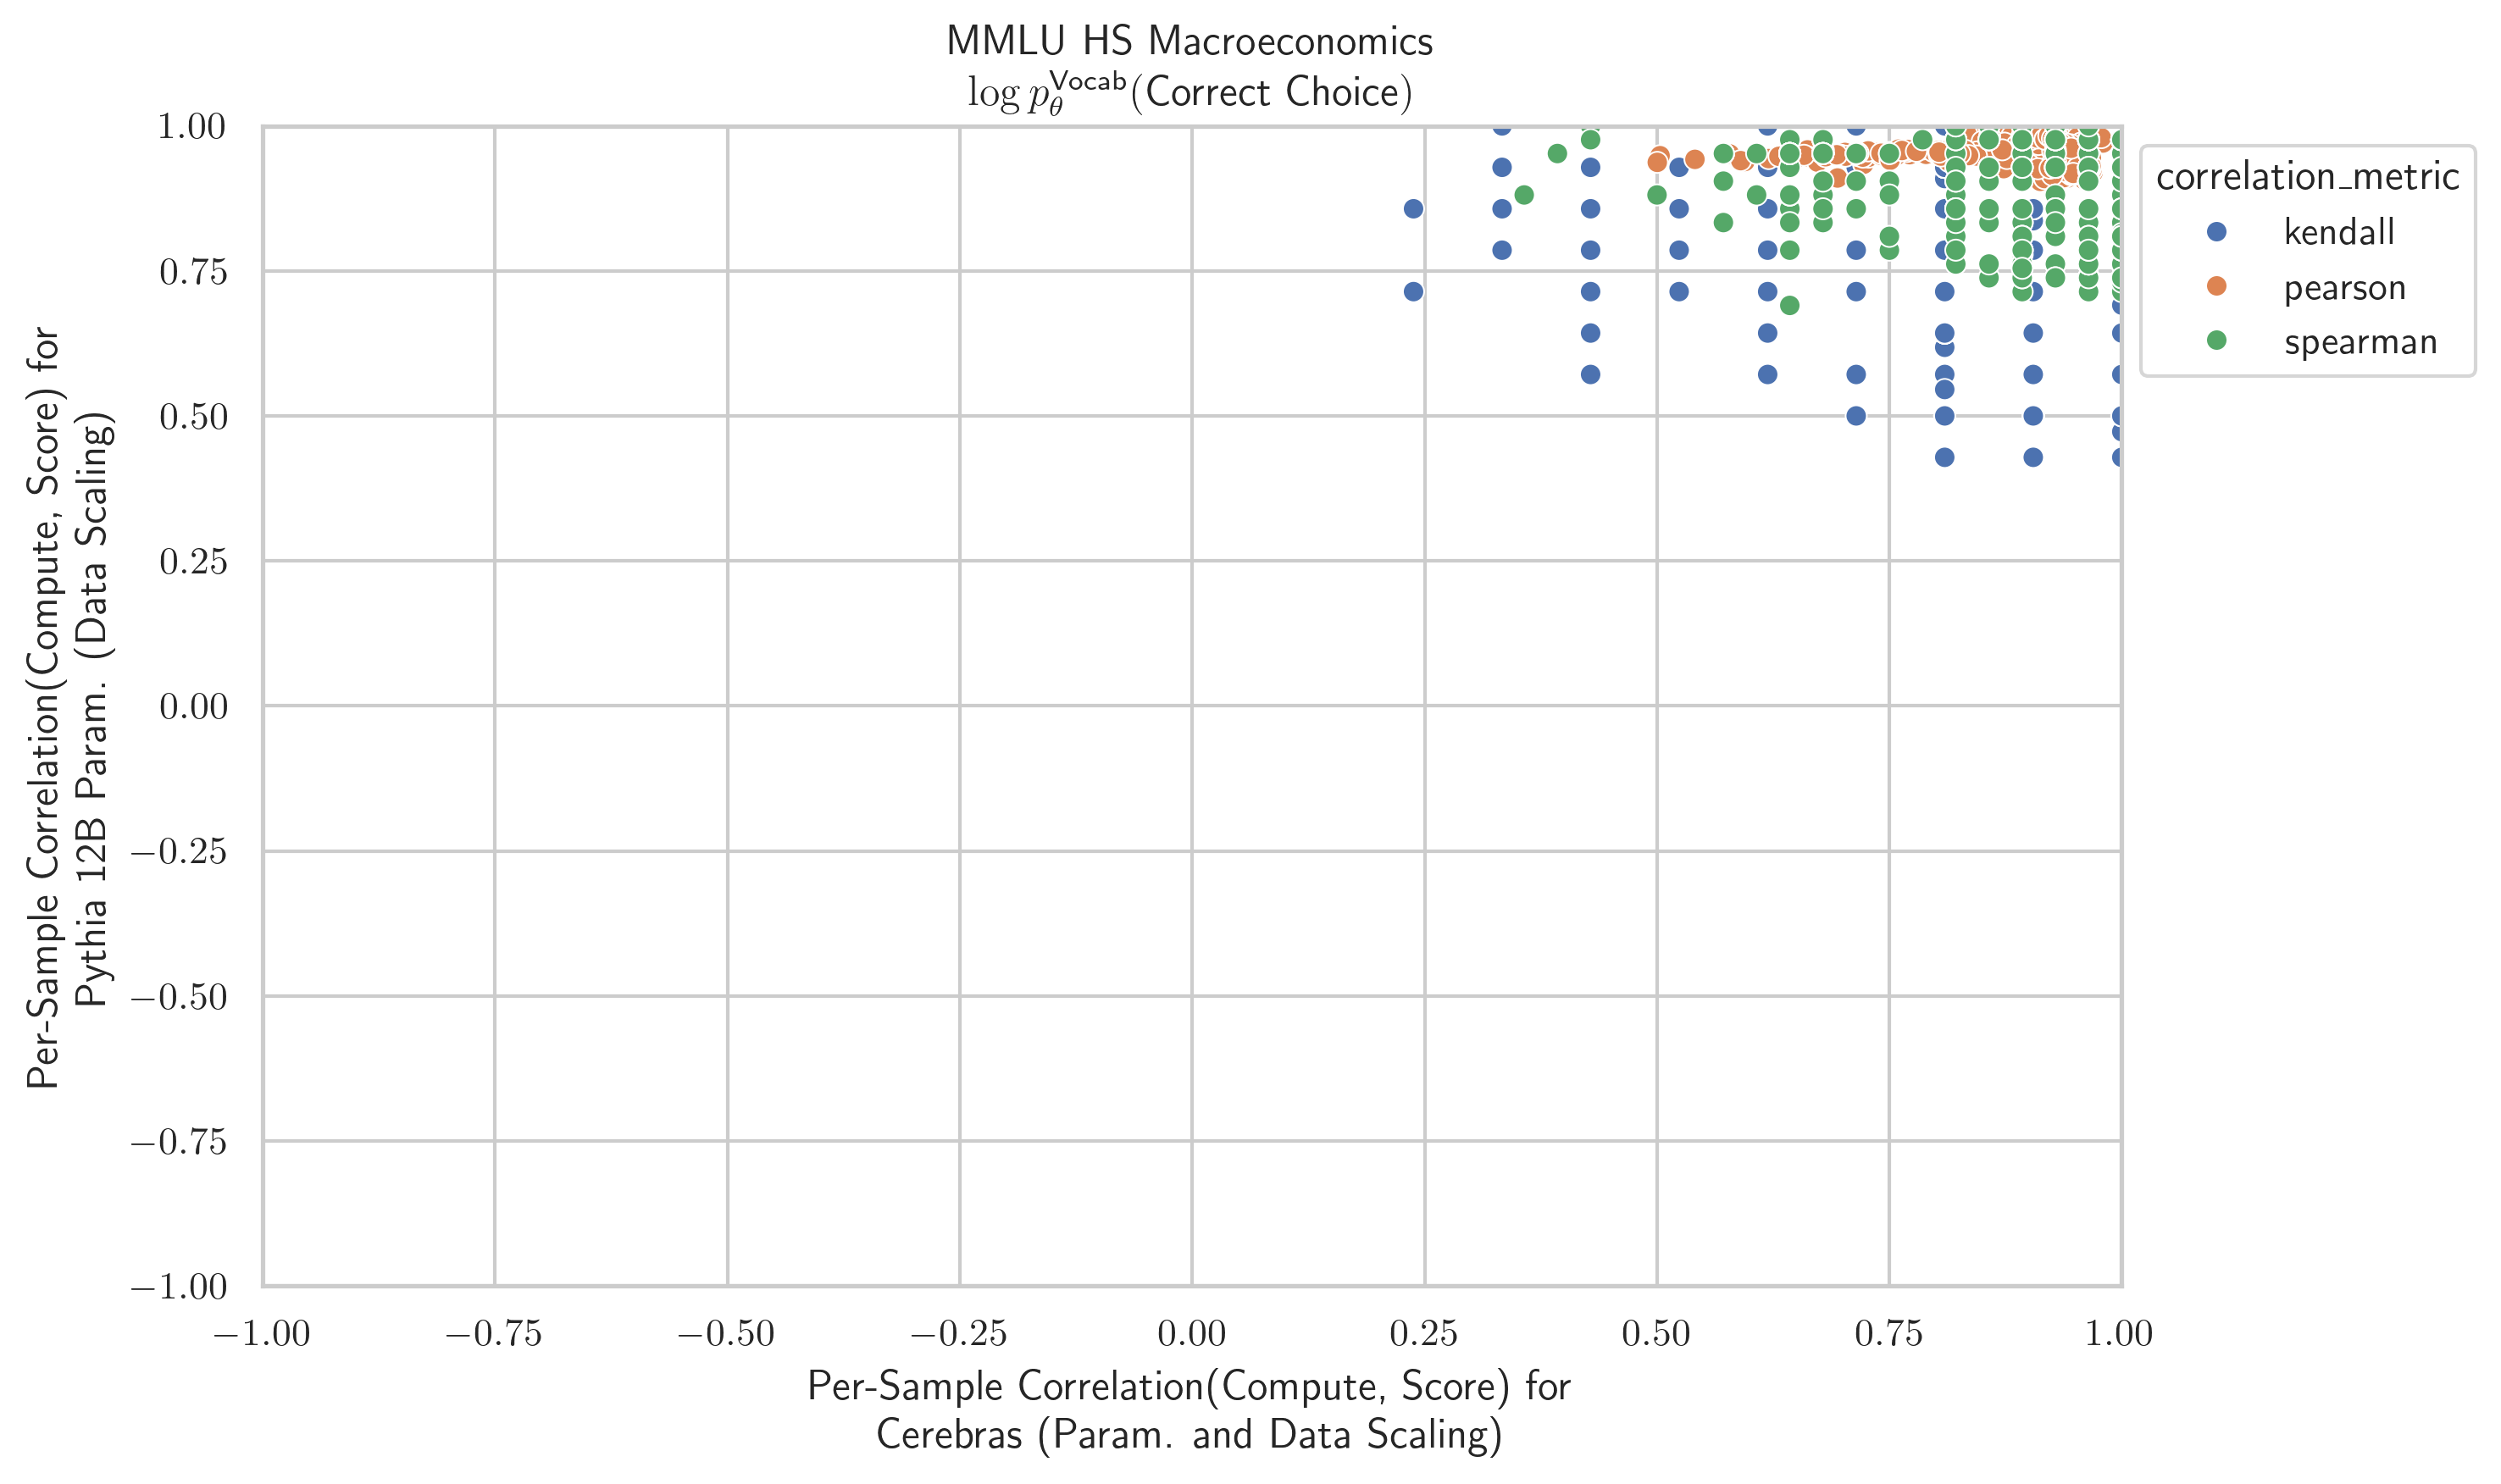 MMLU HS Macroeconomics
log p_θ^Vocab(Correct Choice)
1.00
0.75
0.50
0.25
0.00
−0.25
−0.50
−0.75
−1.00
Per-Sample Correlation(Compute, Score) for
Pythia 12B Param. (Data Scaling)
correlation_metric
kendall
pearson
spearman
−1.00 −0.75 −0.50 −0.25 0.00 0.25 0.50 0.75 1.00
Per-Sample Correlation(Compute, Score) for
Cerebras (Param. and Data Scaling)